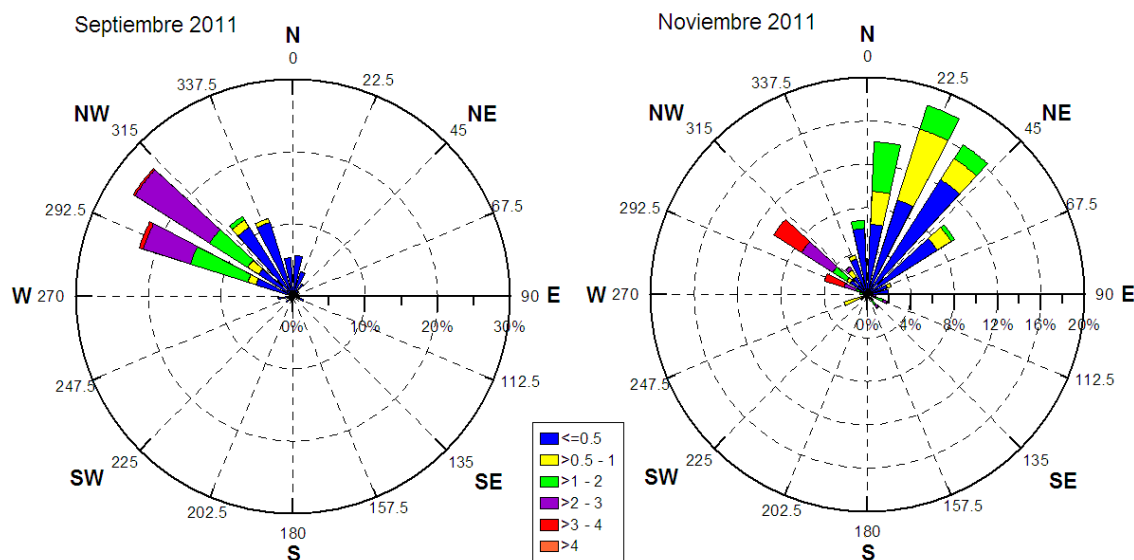 Septiembre 2011
N
0
337.5
22.5
NW
NE
315
45
292.5
67.5
W 270
90 E
0% 10% 20% 30%
247.5
112.5
SW
225
135
SE
202.5
157.5
180
S
<=0.5
>0.5 - 1
>1 - 2
>2 - 3
>3 - 4
>4
Noviembre 2011
N
0
337.5
22.5
NW
NE
315
45
292.5
67.5
W 270
90 E
0% 4% 8% 12% 16% 20%
247.5
112.5
SW
225
135
SE
202.5
157.5
180
S